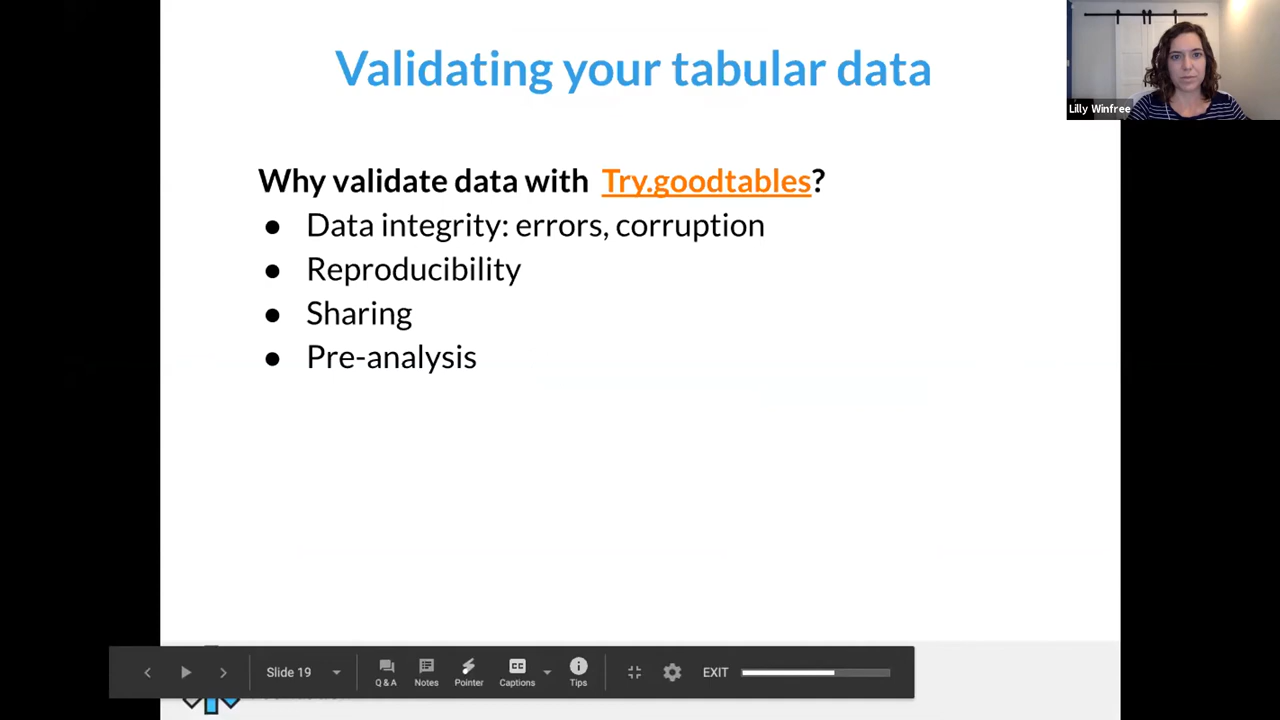 Validating your tabular data
Lilly Winfree
Why validate data with Try.goodtables?
● Data integrity: errors, corruption
● Reproducibility
● Sharing
● Pre-analysis
Slide 19
Q & A
Notes
Pointer
CC
Captions
Tips
EXIT